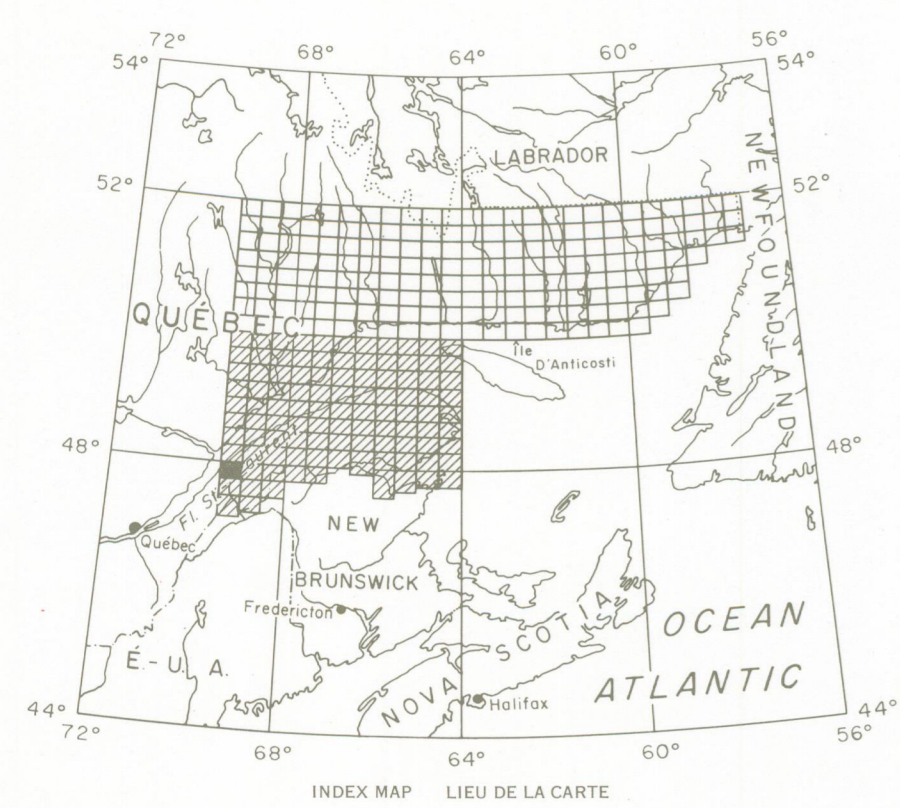 72°
68°
64°
60°
56°
54°
54°
LABRADOR
NEWFOUNDLAND
52°
52°
QUÉBEC
Île
D'Anticosti
48°
48°
Fl. St. Laurent
NEW
Québec
BRUNSWICK
Fredericton
NOVA SCOTIA
OCEAN
É.-U. A.
ATLANTIC
Halifax
44°
44°
72°
68°
64°
60°
56°
INDEX MAP LIEU DE LA CARTE